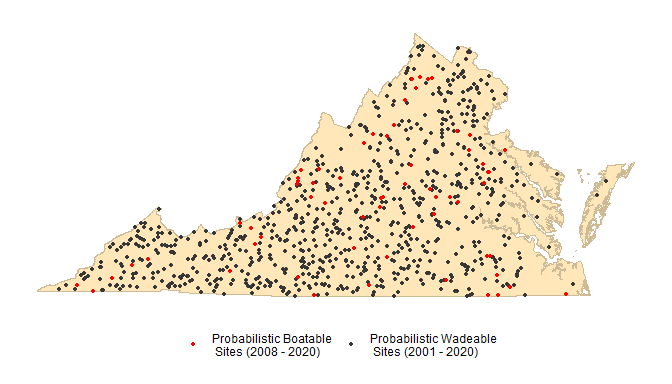 Probabilistic Boatable
Sites (2008 - 2020)
Probabilistic Wadeable
Sites (2001 - 2020)